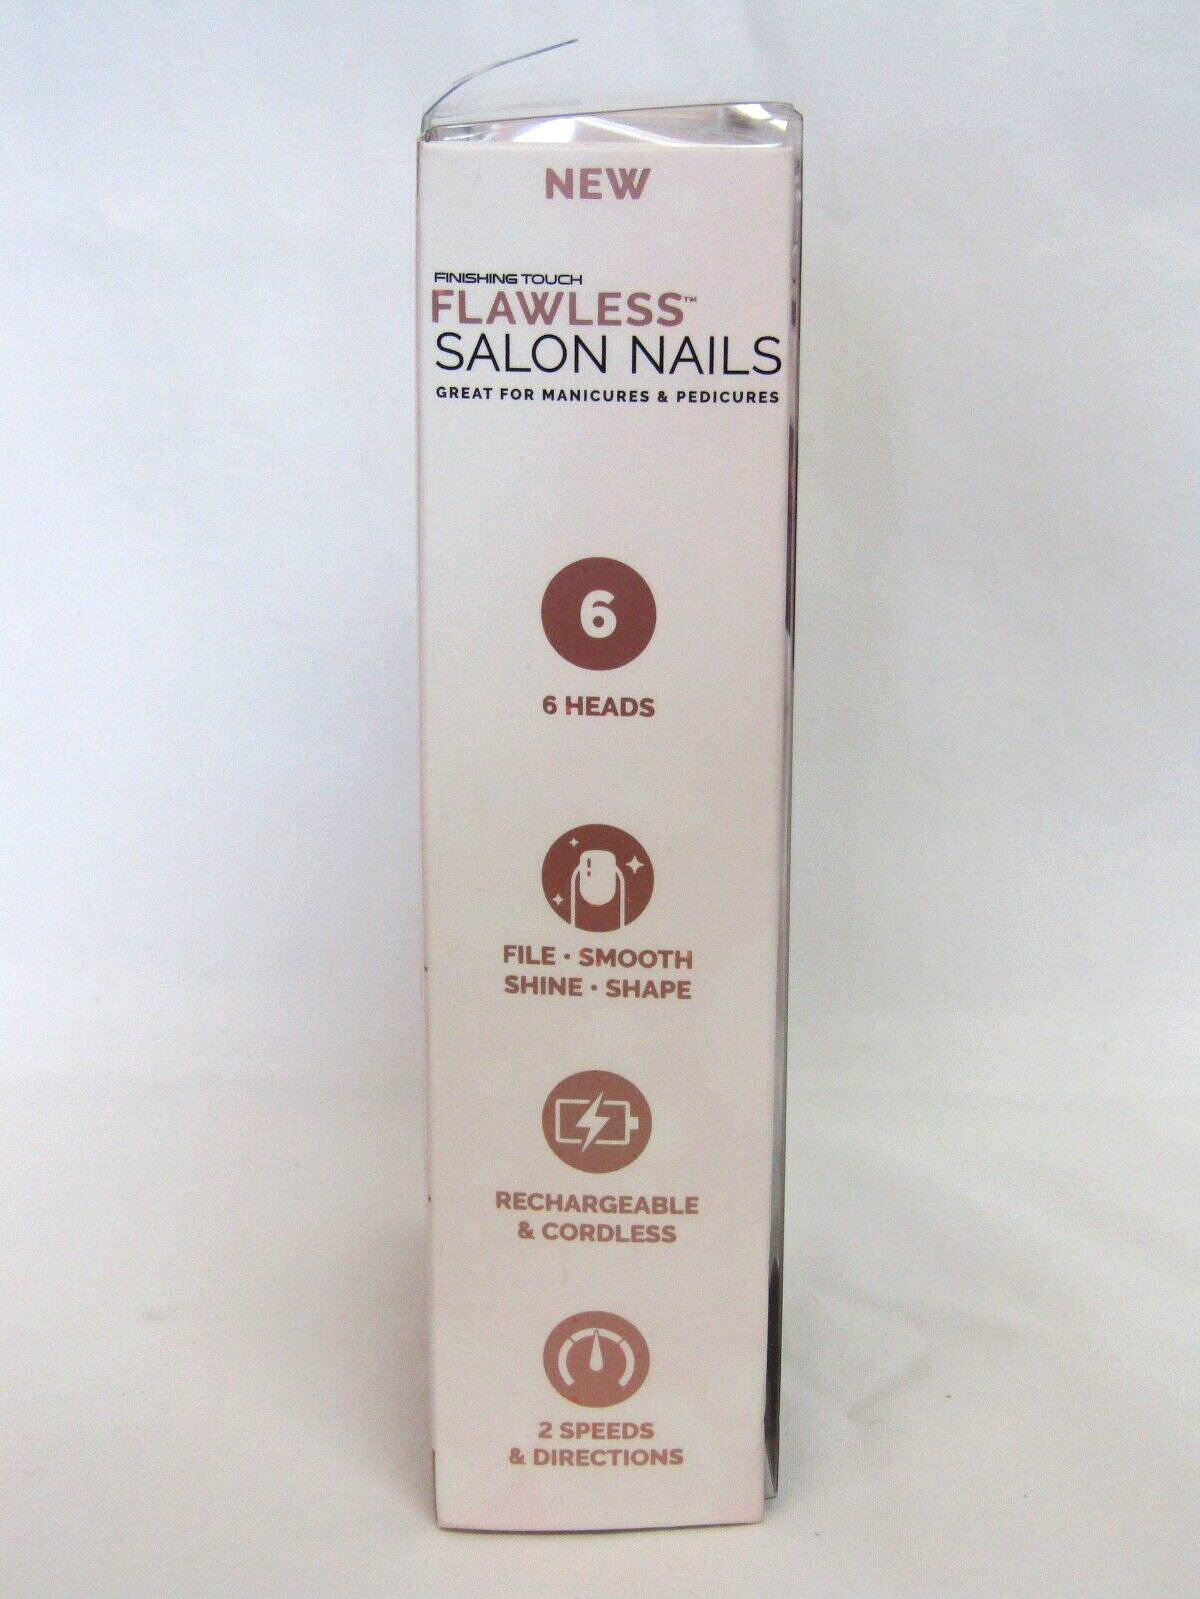 NEW
FINISHING TOUCH
FLAWLESS™
SALON NAILS
GREAT FOR MANICURES & PEDICURES
6
6 HEADS
FILE • SMOOTH
SHINE • SHAPE
RECHARGEABLE
& CORDLESS
2 SPEEDS
& DIRECTIONS